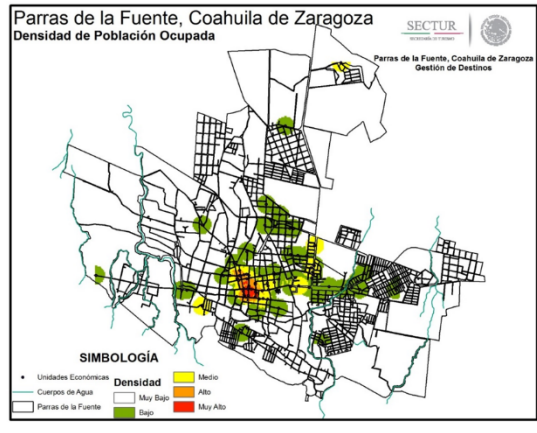 Parras de la Fuente, Coahuila de Zaragoza
Densidad de Población Ocupada
SECTUR
Parras de la Fuente, Coahuila de Zaragoza
Gestión de Destinos
SIMBOLOGÍA
Unidades Económicas
Cuerpos de Agua
Parras de la Fuente
Densidad
Muy Bajo
Bajo
Medio
Alto
Muy Alto